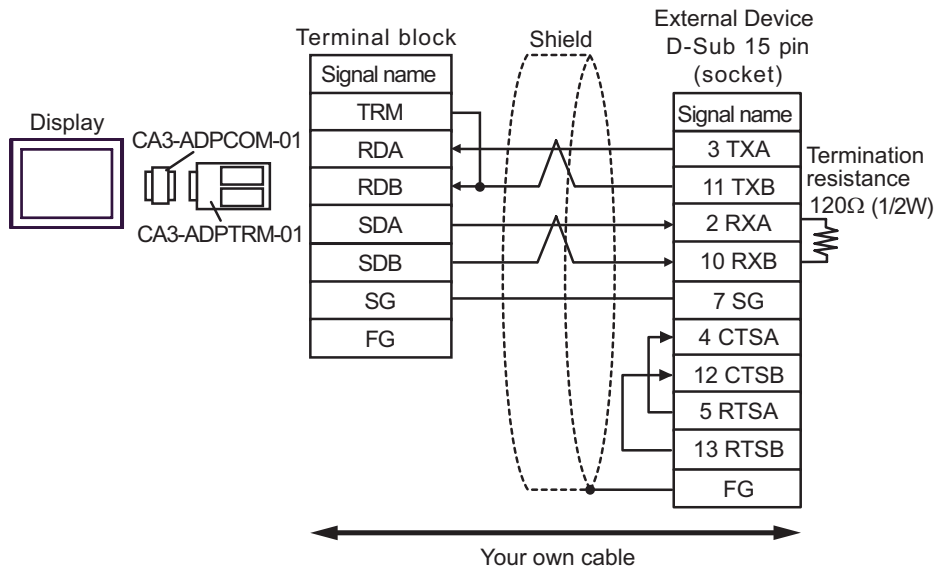 Display
CA3-ADPCOM-01
CA3-ADPTRM-01
Terminal block
Signal name
TRM
RDA
RDB
SDA
SDB
SG
FG
Shield
External Device
D-Sub 15 pin
(socket)
Signal name
3 TXA
11 TXB
2 RXA
10 RXB
7 SG
4 CTSA
12 CTSB
5 RTSA
13 RTSB
FG
Termination
resistance
120Ω (1/2W)
Your own cable